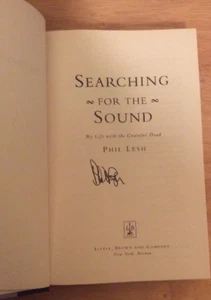 SEARCHING
FOR THE
SOUND
My Life with the Grateful Dead
PHIL LESH
LITTLE, BROWN AND COMPANY
New York Boston